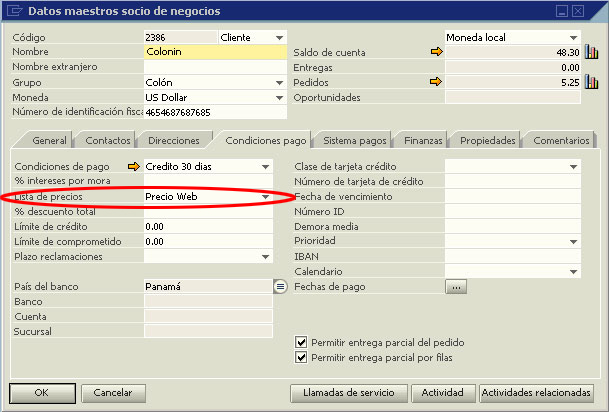 Datos maestros socio de negocios
Código 2386 Cliente Moneda local
Nombre Colonin Saldo de cuenta 48.30
Nombre extranjero Entregas 0.00
Grupo Colón Pedidos 5.25
Moneda US Dollar Oportunidades
Número de identificación fisca 4654687687685
General Contactos Direcciones Condiciones pago Sistema pagos Finanzas Propiedades Comentarios
Condiciones de pago Credito 30 dias Clase de tarjeta crédito
% intereses por mora Número de tarjeta de crédito
Lista de precios Precio Web Fecha de vencimiento
% descuento total Número ID
Límite de crédito 0.00 Demora media
Límite de comprometido 0.00 Prioridad
Plazo reclamaciones IBAN
Calendario
País del banco Panamá Fechas de pago ...
Banco
Cuenta
Sucursal
Permitir entrega parcial del pedido
Permitir entrega parcial por filas
OK Cancelar Llamadas de servicio Actividad Actividades relacionadas